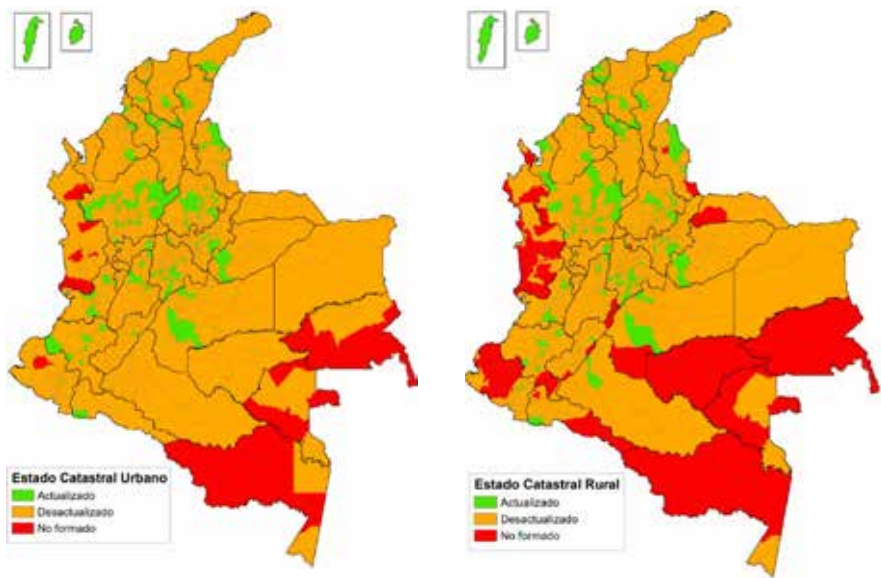 Estado Catastral Urbano
Actualizado
Desactualizado
No formado
Estado Catastral Rural
Actualizado
Desactualizado
No formado